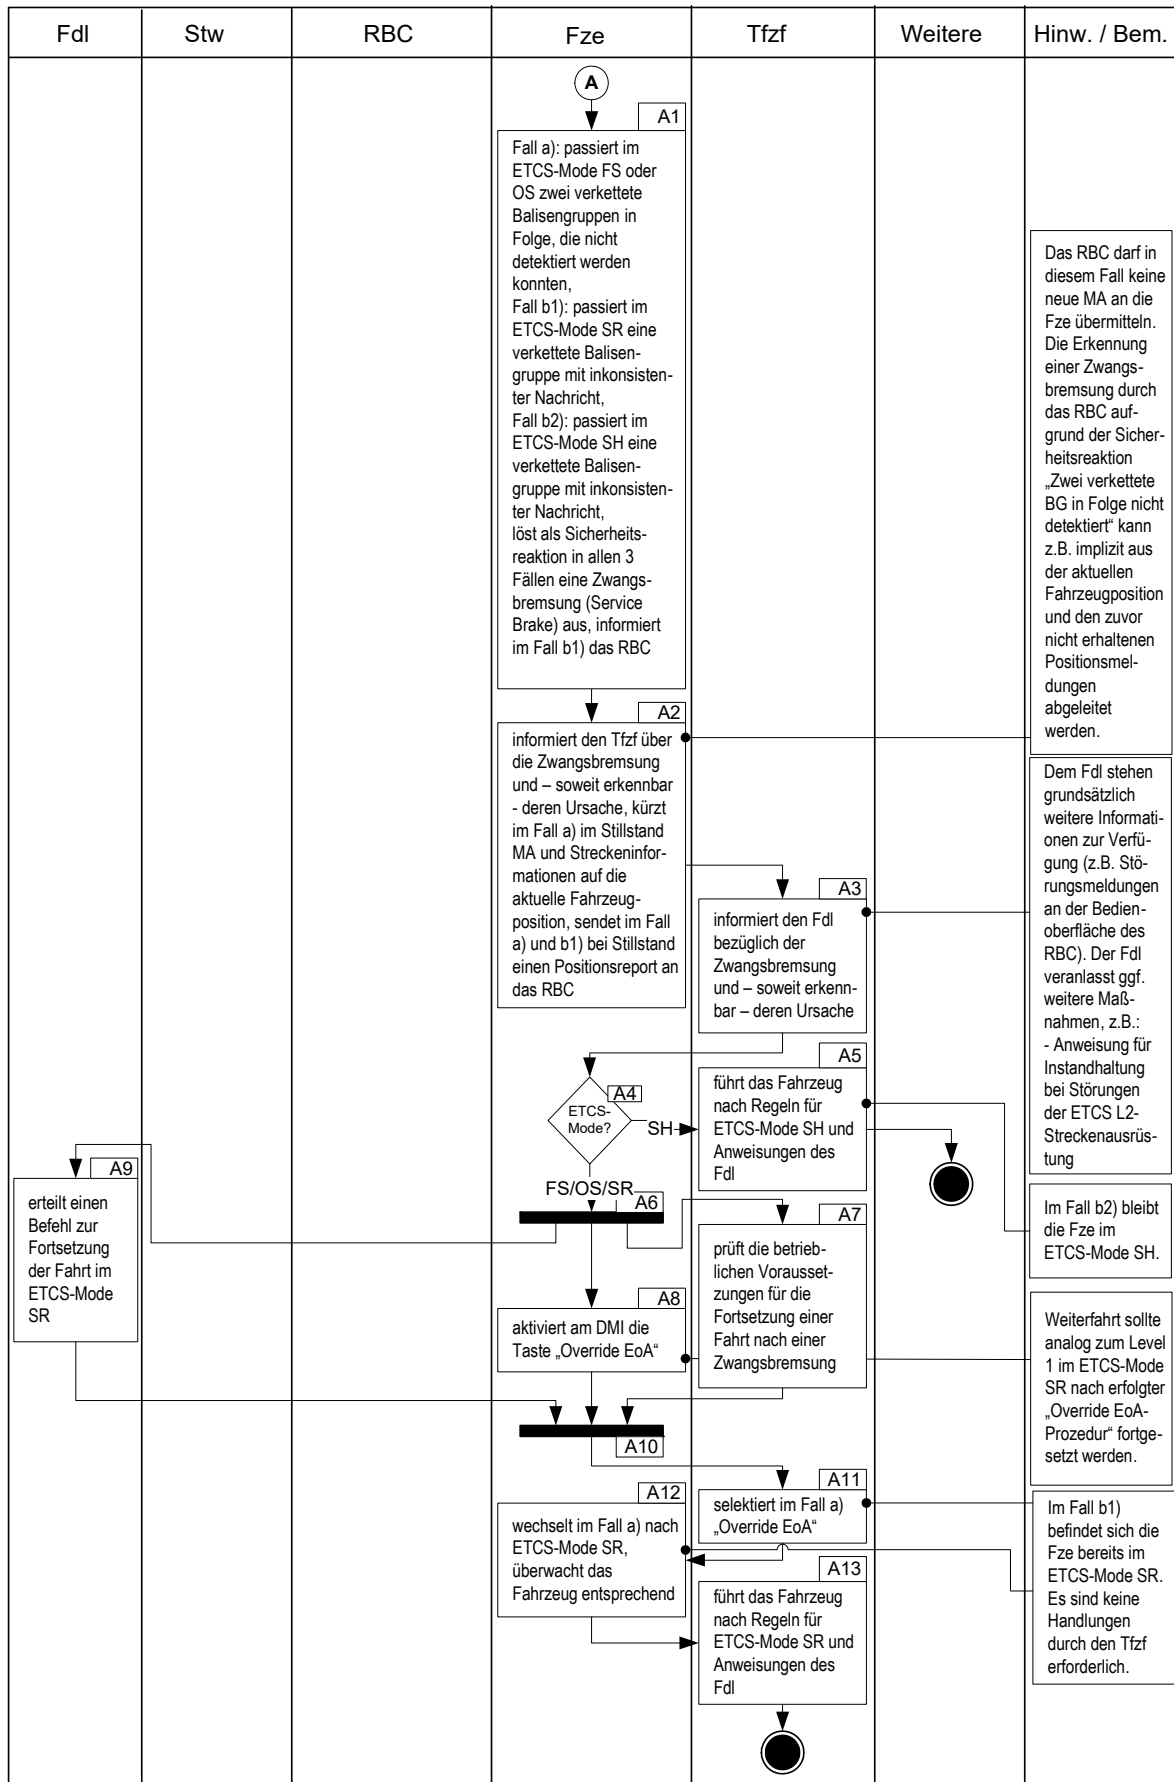 Fdl
Stw
RBC
Fze
Tfzf
Weitere
Hinw. / Bem.
A
A1
Fall a): passiert im
ETCS-Mode FS oder
OS zwei verkettete
Balisengruppen in
Folge, die nicht
detektiert werden
konnten,
Fall b1): passiert im
ETCS-Mode SR eine
verkettete Balisen-
gruppe mit inkonsisten-
ter Nachricht,
Fall b2): passiert im
ETCS-Mode SH eine
verkettete Balisen-
gruppe mit inkonsisten-
ter Nachricht,
löst als Sicherheits-
reaktion in allen 3
Fällen eine Zwangs-
bremsung (Service
Brake) aus, informiert
im Fall b1) das RBC
Das RBC darf in
diesem Fall keine
neue MA an die
Fze übermitteln.
Die Erkennung
einer Zwangs-
bremsung durch
das RBC auf-
grund der Sicher-
heitsreaktion
„Zwei verkettete
BG in Folge nicht
detektiert“ kann
z.B. implizit aus
der aktuellen
Fahrzeugposition
und den zuvor
nicht erhaltenen
Positionsmel-
dungen
abgeleitet
werden.
A2
informiert den Tfzf über
die Zwangsbremsung
und – soweit erkennbar
- deren Ursache, kürzt
im Fall a) im Stillstand
MA und Streckeninfor-
mationen auf die
aktuelle Fahrzeug-
position, sendet im Fall
a) und b1) bei Stillstand
einen Positionsreport an
das RBC
Dem Fdl stehen
grundsätzlich
weitere Informati-
onen zur Verfü-
gung (z.B. Stö-
rungsmeldungen
an der Bedien-
oberfläche des
RBC). Der Fdl
veranlasst ggf.
weitere Maß-
nahmen, z.B.:
- Anweisung für
Instandhaltung
bei Störungen
der ETCS L2-
Streckenausrüs-
tung
A3
informiert den Fdl
bezüglich der
Zwangsbremsung
und – soweit erkenn-
bar – deren Ursache
A4
ETCS-
Mode?
SH
FS/OS/SR
A5
führt das Fahrzeug
nach Regeln für
ETCS-Mode SH und
Anweisungen des
Fdl
Im Fall b2) bleibt
die Fze im
ETCS-Mode SH.
A9
erteilt einen
Befehl zur
Fortsetzung
der Fahrt im
ETCS-Mode
SR
A6
A7
prüft die betrieb-
lichen Vorausset-
zungen für die
Fortsetzung einer
Fahrt nach einer
Zwangsbremsung
A8
aktiviert am DMI die
Taste „Override EoA“
Weiterfahrt sollte
analog zum Level
1 im ETCS-Mode
SR nach erfolgter
„Override EoA-
Prozedur“ fortge-
setzt werden.
A10
A11
selektiert im Fall a)
„Override EoA“
A12
wechselt im Fall a) nach
ETCS-Mode SR,
überwacht das
Fahrzeug entsprechend
Im Fall b1)
befindet sich die
Fze bereits im
ETCS-Mode SR.
Es sind keine
Handlungen
durch den Tfzf
erforderlich.
A13
führt das Fahrzeug
nach Regeln für
ETCS-Mode SR und
Anweisungen des
Fdl